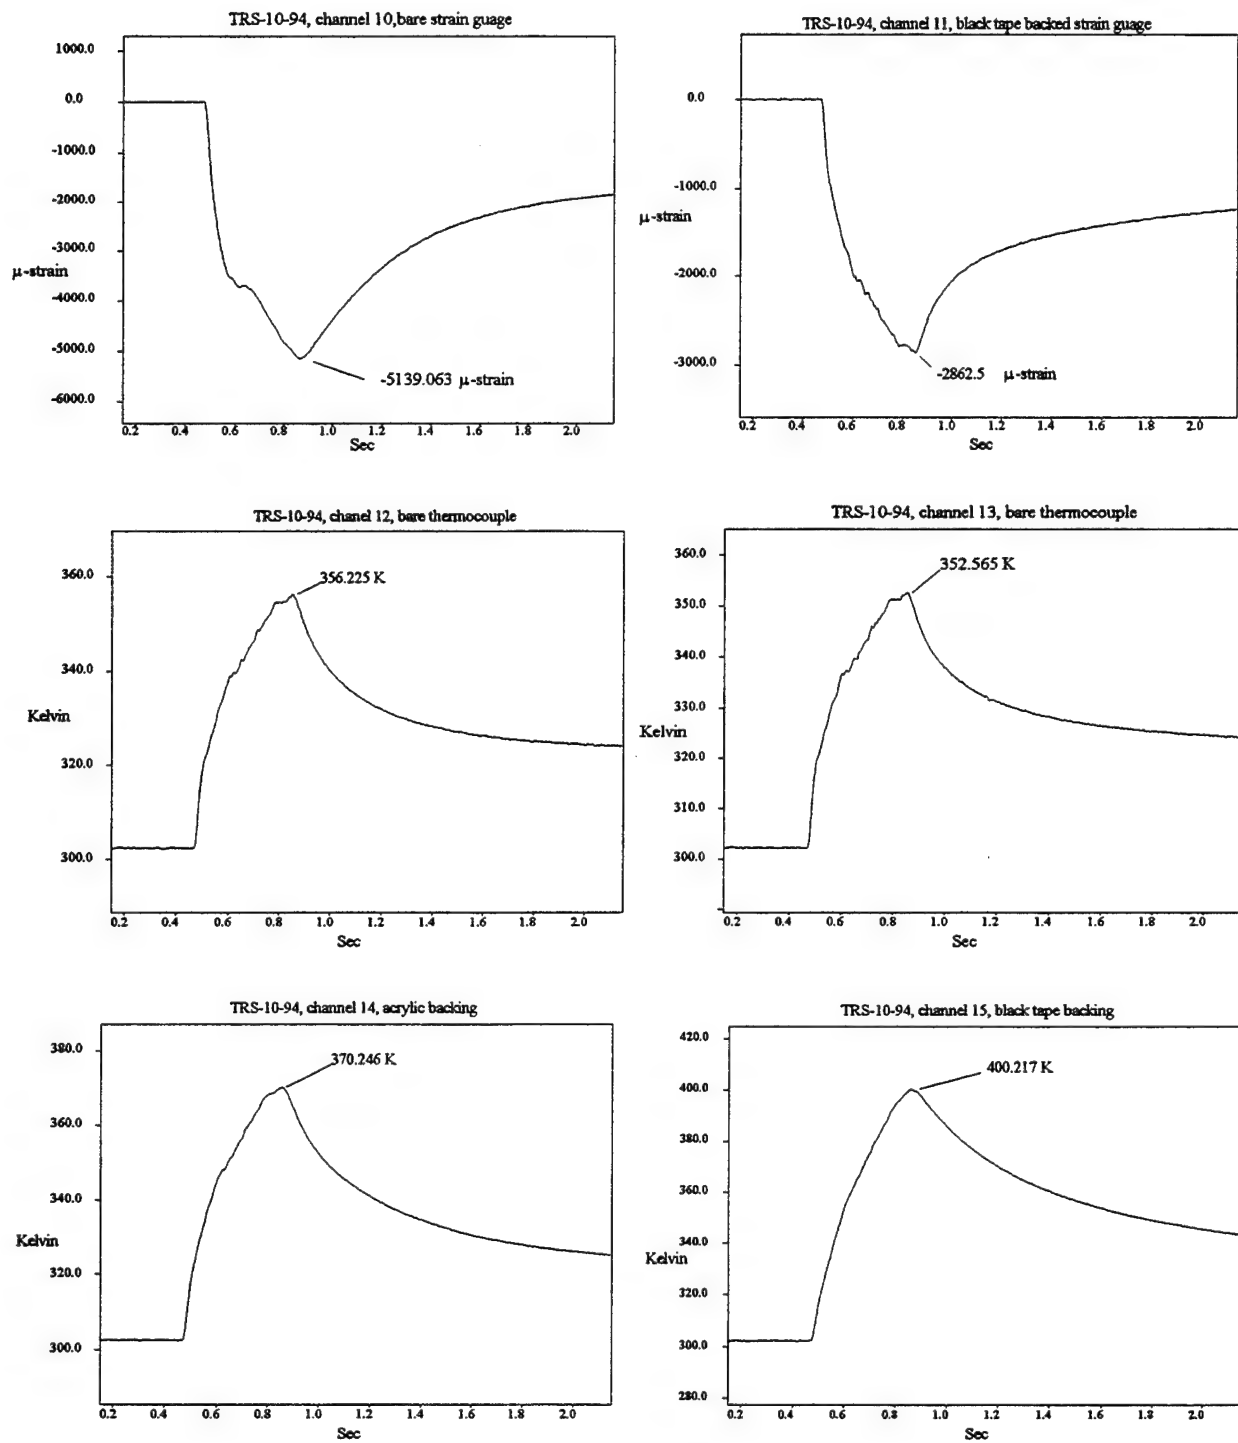 TRS-10-94, channel 10,bare strain guage
1000.0
0.0
-1000.0
-2000.0
-3000.0
μ-strain
-4000.0
-5000.0
-6000.0
-5139.063 μ-strain
0.2 0.4 0.6 0.8 1.0 1.2 1.4 1.6 1.8 2.0
Sec
TRS-10-94, channel 11, black tape backed strain guage
0.0
-1000.0
μ-strain
-2000.0
-3000.0
-2862.5 μ-strain
0.2 0.4 0.6 0.8 1.0 1.2 1.4 1.6 1.8 2.0
Sec
TRS-10-94, chanel 12, bare thermocouple
360.0
356.225 K
340.0
Kelvin
320.0
300.0
0.2 0.4 0.6 0.8 1.0 1.2 1.4 1.6 1.8 2.0
Sec
TRS-10-94, channel 13, bare thermocouple
360.0
352.565 K
350.0
340.0
330.0
Kelvin
320.0
310.0
300.0
0.2 0.4 0.6 0.8 1.0 1.2 1.4 1.6 1.8 2.0
Sec
TRS-10-94, channel 14, acrylic backing
380.0
370.246 K
360.0
340.0
Kelvin
320.0
300.0
0.2 0.4 0.6 0.8 1.0 1.2 1.4 1.6 1.8 2.0
Sec
TRS-10-94, channel 15, black tape backing
420.0
400.217 K
400.0
380.0
360.0
340.0
Kelvin
320.0
300.0
280.0
0.2 0.4 0.6 0.8 1.0 1.2 1.4 1.6 1.8 2.0
Sec